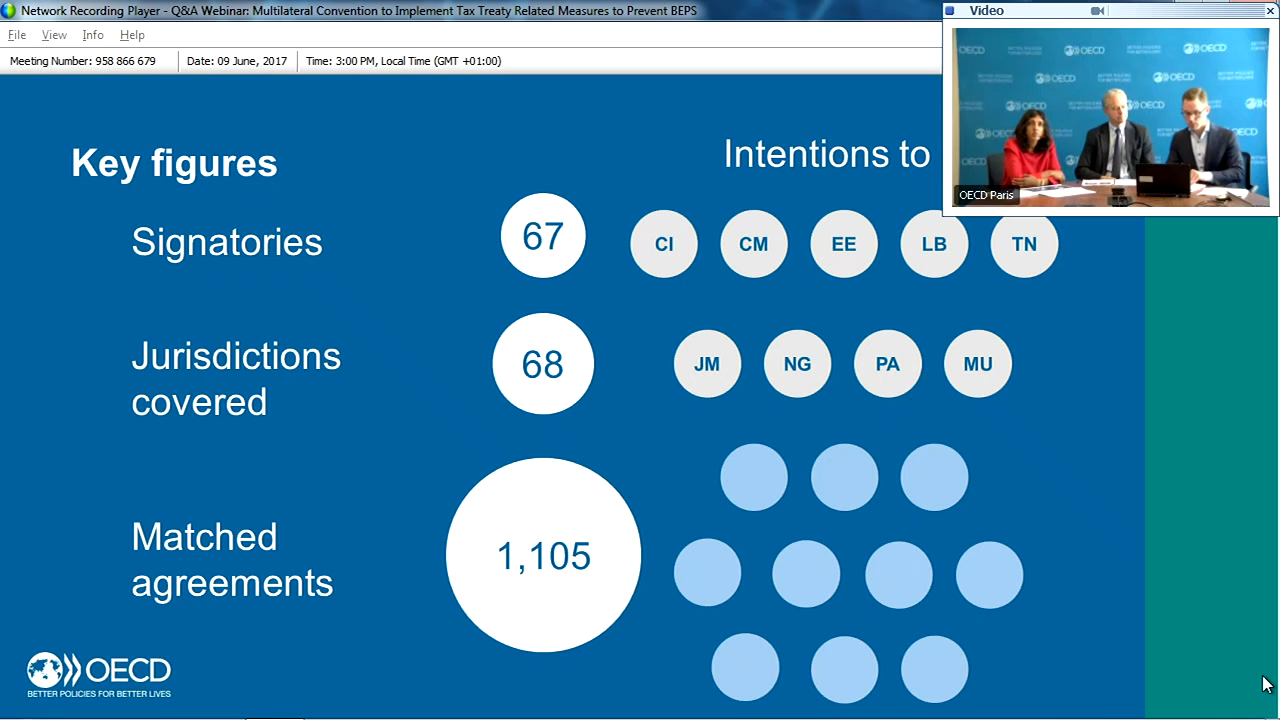 Network Recording Player - Q&A Webinar: Multilateral Convention to Implement Tax Treaty Related Measures to Prevent BEPS
File View Info Help
Meeting Number: 958 866 679 Date: 09 June, 2017 Time: 3:00 PM, Local Time (GMT +01:00)
Video
OECD Paris
Key figures
Intentions to
Signatories
67
CI CM EE LB TN
Jurisdictions
covered
68
JM NG PA MU
Matched
agreements
1,105
OECD
BETTER POLICIES FOR BETTER LIVES